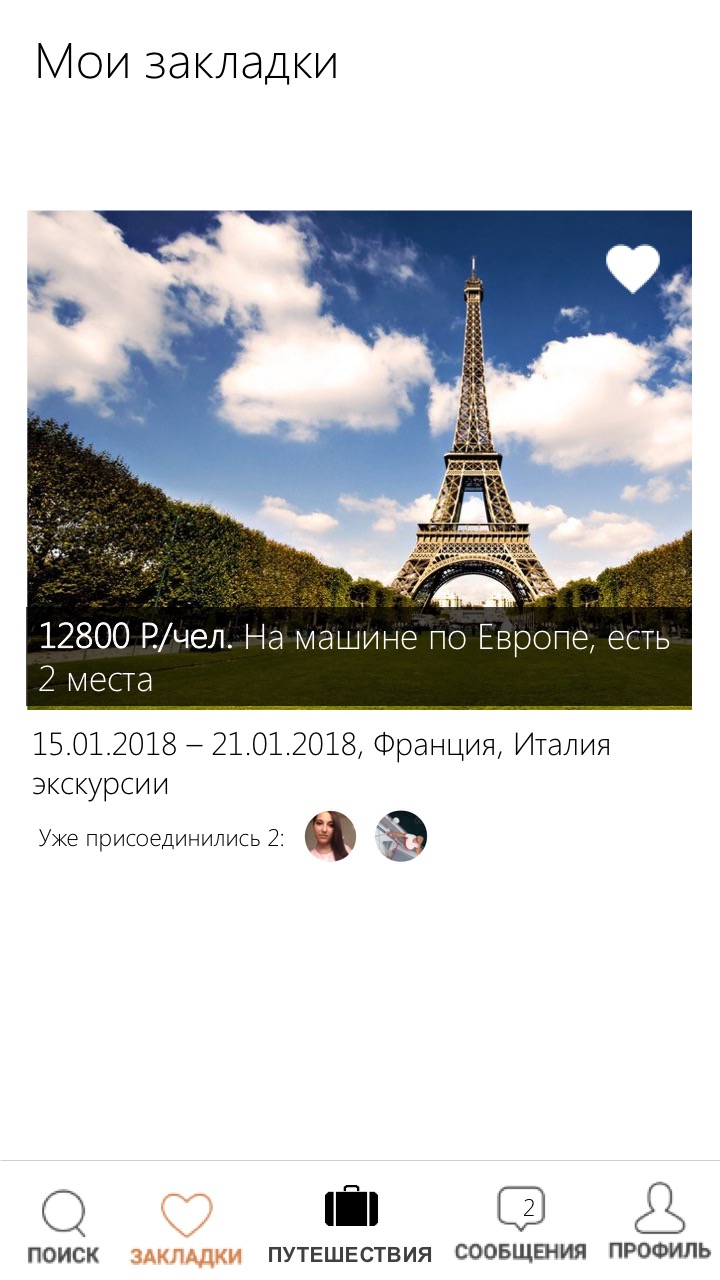 Мои закладки
12800 Р./чел. На машине по Европе, есть
2 места
15.01.2018 – 21.01.2018, Франция, Италия
экскурсии
Уже присоединились 2:
2
ПОИСК ЗАКЛАДКИ ПУТЕШЕСТВИЯ СООБЩЕНИЯ ПРОФИЛЬ